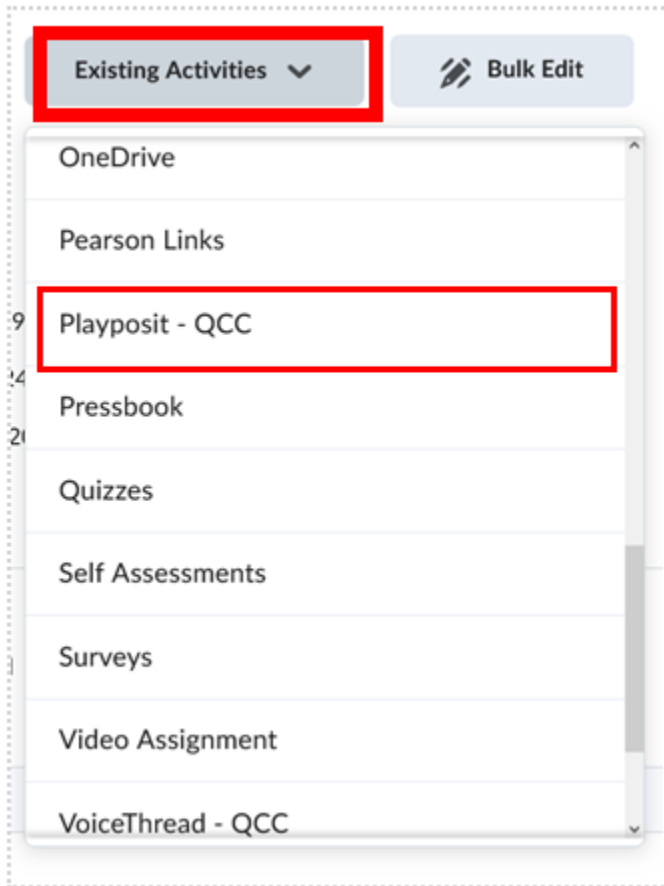 Existing Activities
Bulk Edit
OneDrive
Pearson Links
Playposit - QCC
Pressbook
Quizzes
Self Assessments
Surveys
Video Assignment
VoiceThread - QCC